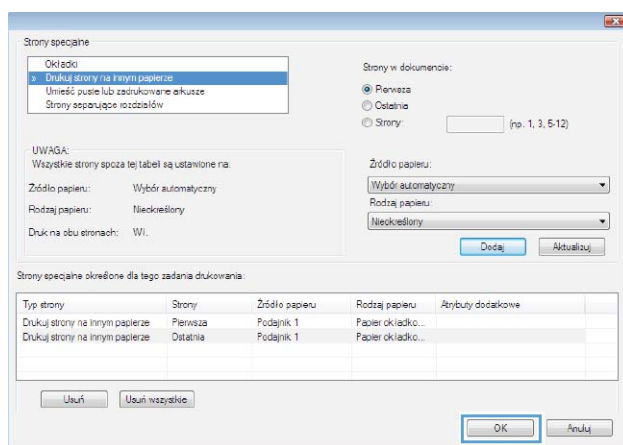 Strony specjalne
Okładki
» Drukuj strony na innym papierze
Umieść puste lub zadrukowane arkusze
Strony separujące rozdziałów
Strony w dokumencie:
Pierwsza
Ostatnia
Strony: (np. 1, 3, 5-12)
UWAGA:
Wszystkie strony spoza tej tabeli są ustawione na:
Źródło papieru: Wybór automatyczny
Rodzaj papieru: Nieokreślony
Druk na obu stronach: Wł.
Źródło papieru:
Wybór automatyczny
Rodzaj papieru:
Nieokreślony
Dodaj Aktualizuj
Strony specjalne określone dla tego zadania drukowania:
Typ strony Strony Źródło papieru Rodzaj papieru Atrybuty dodatkowe
Drukuj strony na innym papierze Pierwsza Podajnik 1 Papier okładko...
Drukuj strony na innym papierze Ostatnia Podajnik 1 Papier okładko...
Usuń Usuń wszystkie
OK Anuluj